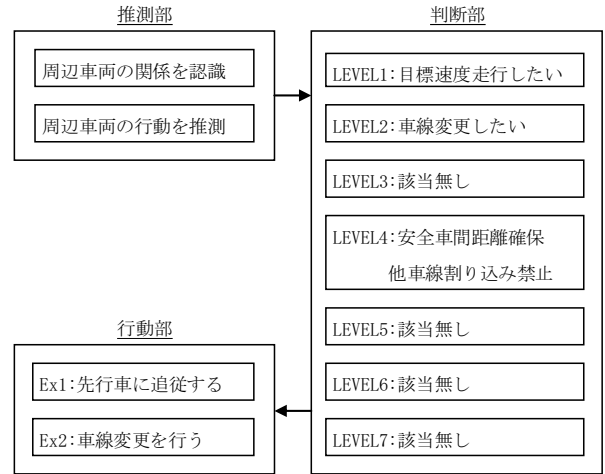 推測部
周辺車両の関係を認識
周辺車両の行動を推測
判断部
LEVEL1:目標速度走行したい
LEVEL2:車線変更したい
LEVEL3:該当無し
LEVEL4:安全車間距離確保
他車線割り込み禁止
LEVEL5:該当無し
LEVEL6:該当無し
LEVEL7:該当無し
行動部
Ex1:先行車に追従する
Ex2:車線変更を行う